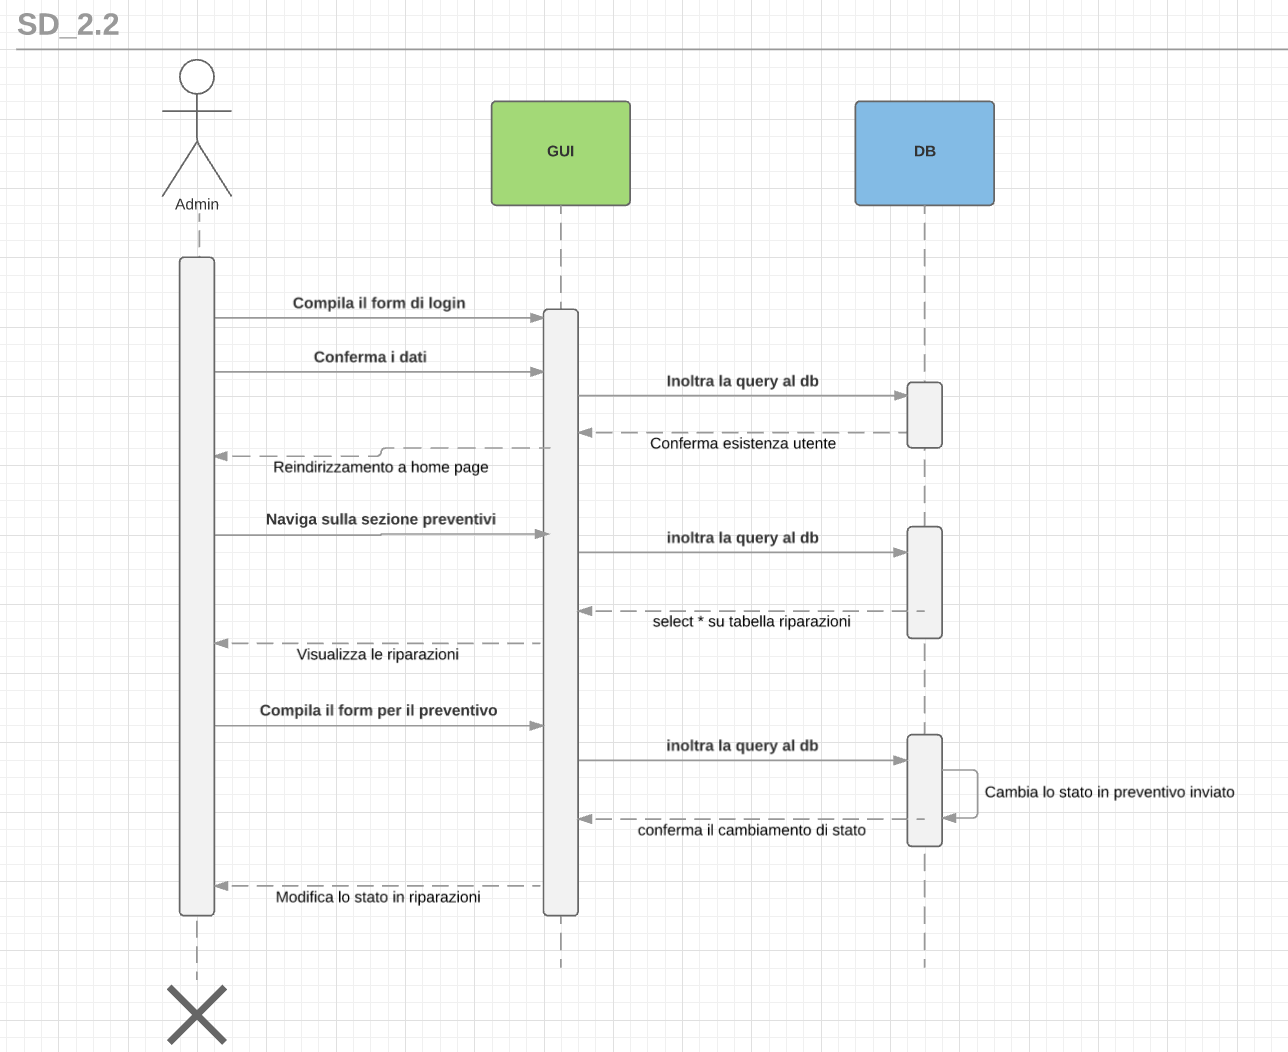 SD_2.2
Admin
GUI
DB
Compila il form di login
Conferma i dati
Inoltra la query al db
Conferma esistenza utente
Reindirizzamento a home page
Naviga sulla sezione preventivi
inoltra la query al db
select * su tabella riparazioni
Visualizza le riparazioni
Compila il form per il preventivo
inoltra la query al db
Cambia lo stato in preventivo inviato
conferma il cambiamento di stato
Modifica lo stato in riparazioni